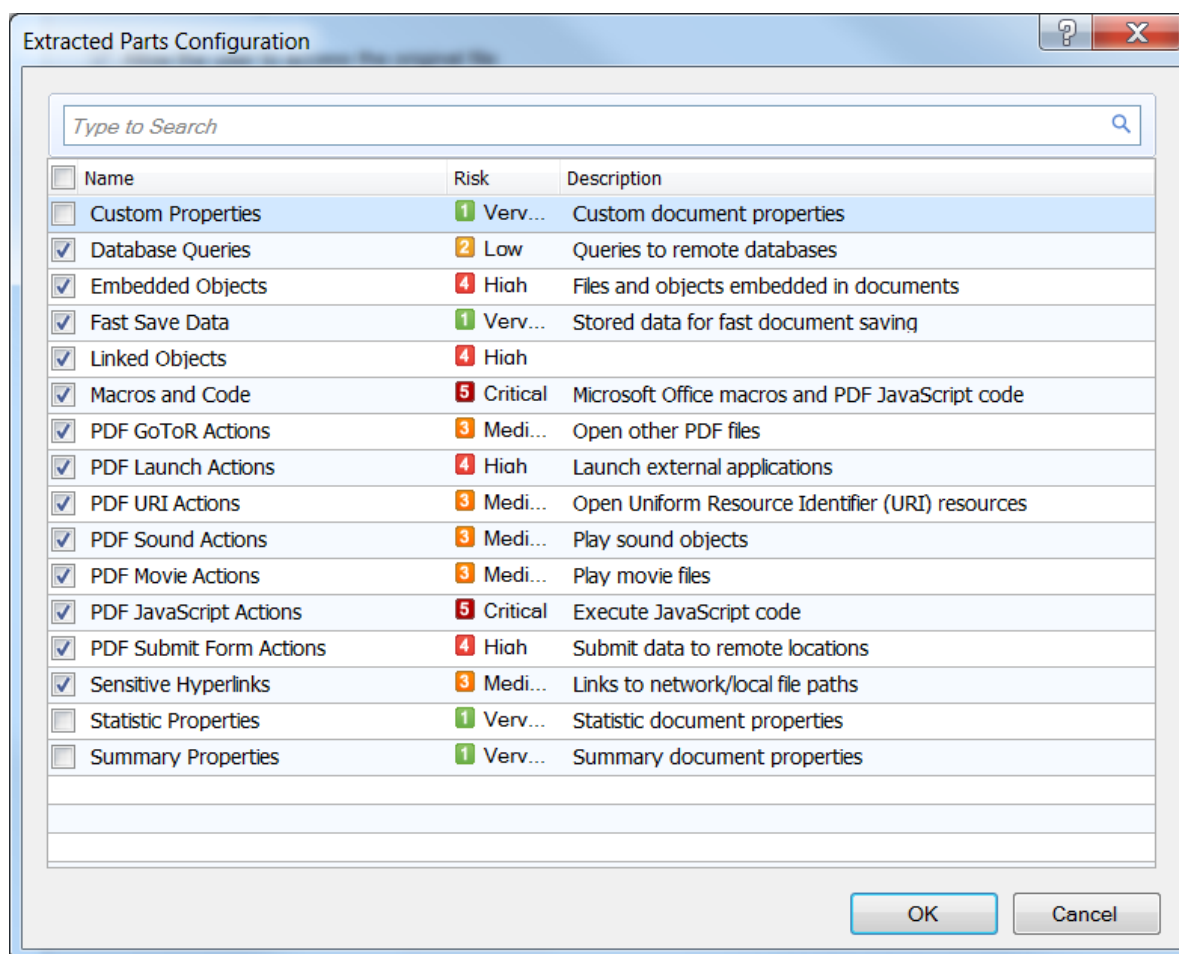 Extracted Parts Configuration
Type to Search
Name Risk Description
Custom Properties 1 Very... Custom document properties
Database Queries 2 Low Queries to remote databases
Embedded Objects 4 High Files and objects embedded in documents
Fast Save Data 1 Very... Stored data for fast document saving
Linked Objects 4 High
Macros and Code 5 Critical Microsoft Office macros and PDF JavaScript code
PDF GoToR Actions 3 Medi... Open other PDF files
PDF Launch Actions 4 High Launch external applications
PDF URI Actions 3 Medi... Open Uniform Resource Identifier (URI) resources
PDF Sound Actions 3 Medi... Play sound objects
PDF Movie Actions 3 Medi... Play movie files
PDF JavaScript Actions 5 Critical Execute JavaScript code
PDF Submit Form Actions 4 High Submit data to remote locations
Sensitive Hyperlinks 3 Medi... Links to network/local file paths
Statistic Properties 1 Very... Statistic document properties
Summary Properties 1 Very... Summary document properties
OK Cancel